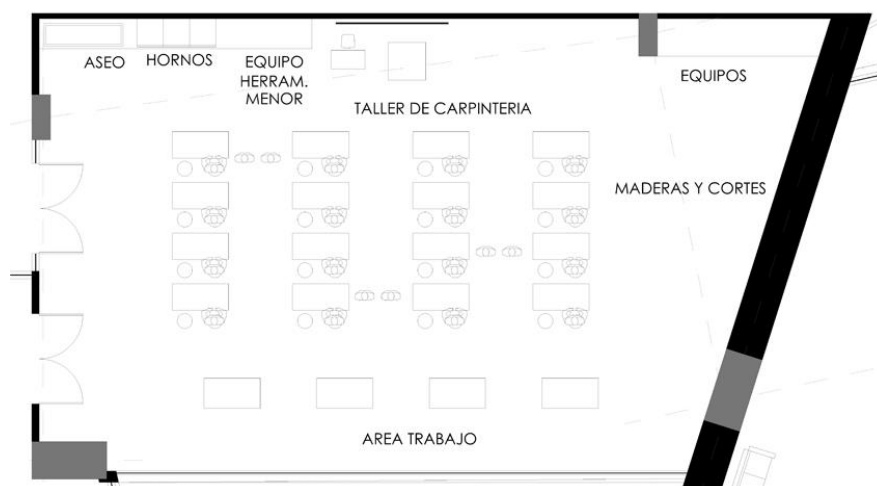 ASEO
HORNOS
EQUIPO
HERRAM.
MENOR
EQUIPOS
TALLER DE CARPINTERIA
MADERAS Y CORTES
AREA TRABAJO